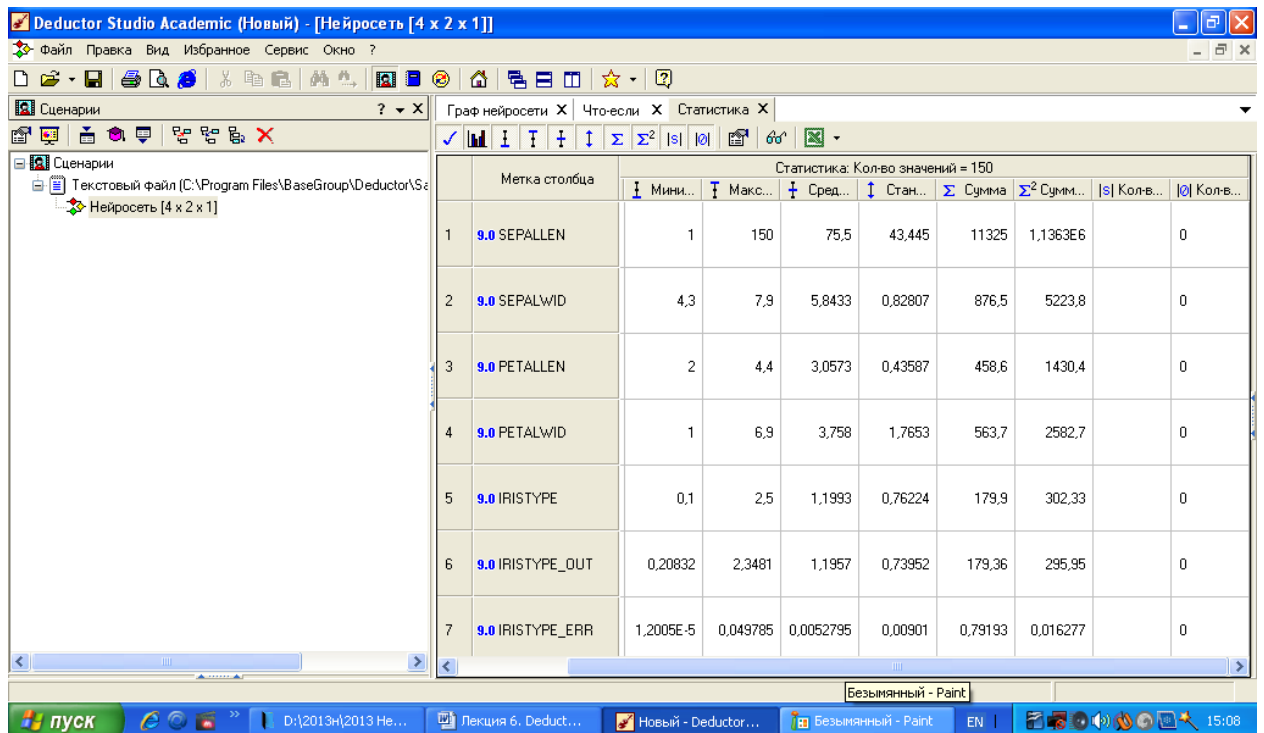 Deductor Studio Academic (Новый) - [Нейросеть [4 x 2 x 1]]
Файл Правка Вид Избранное Сервис Окно ?
Сценарии ?
Граф нейросети X Что-если X Статистика X
Σ Σ² |s| |0|
Сценарии
Текстовый файл (C:\Program Files\BaseGroup\Deductor\Sa
Нейросеть [4 x 2 x 1]
Метка столбца
Статистика: Кол-во значений = 150
Мини... Макс... Сред... Стан... Σ Сумма Σ² Сумм... |s| Кол-в... |0| Кол-в...
1 9.0 SEPALLEN 1 150 75,5 43,445 11325 1,1363E6 0
2 9.0 SEPALWID 4,3 7,9 5,8433 0,82807 876,5 5223,8 0
3 9.0 PETALLEN 2 4,4 3,0573 0,43587 458,6 1430,4 0
4 9.0 PETALWID 1 6,9 3,758 1,7653 563,7 2582,7 0
5 9.0 IRISTYPE 0,1 2,5 1,1993 0,76224 179,9 302,33 0
6 9.0 IRISTYPE_OUT 0,20832 2,3481 1,1957 0,73952 179,36 295,95 0
7 9.0 IRISTYPE_ERR 1,2005E-5 0,049785 0,0052795 0,00901 0,79193 0,016277 0
Безымянный - Paint
пуск
D:\2013н\2013 Не...
Лекция 6. Deduct...
Новый - Deductor...
Безымянный - Paint
EN
15:08